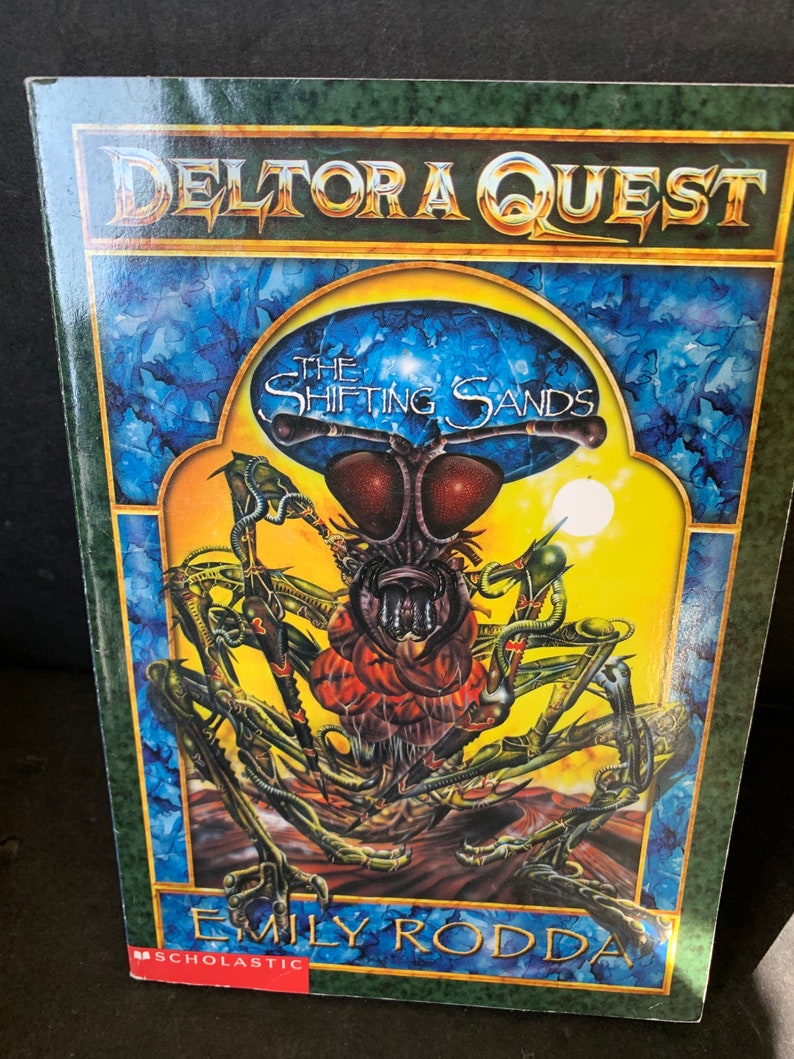 DELTORA QUEST
THE
SHIFTING SANDS
EMILY RODDA
SCHOLASTIC